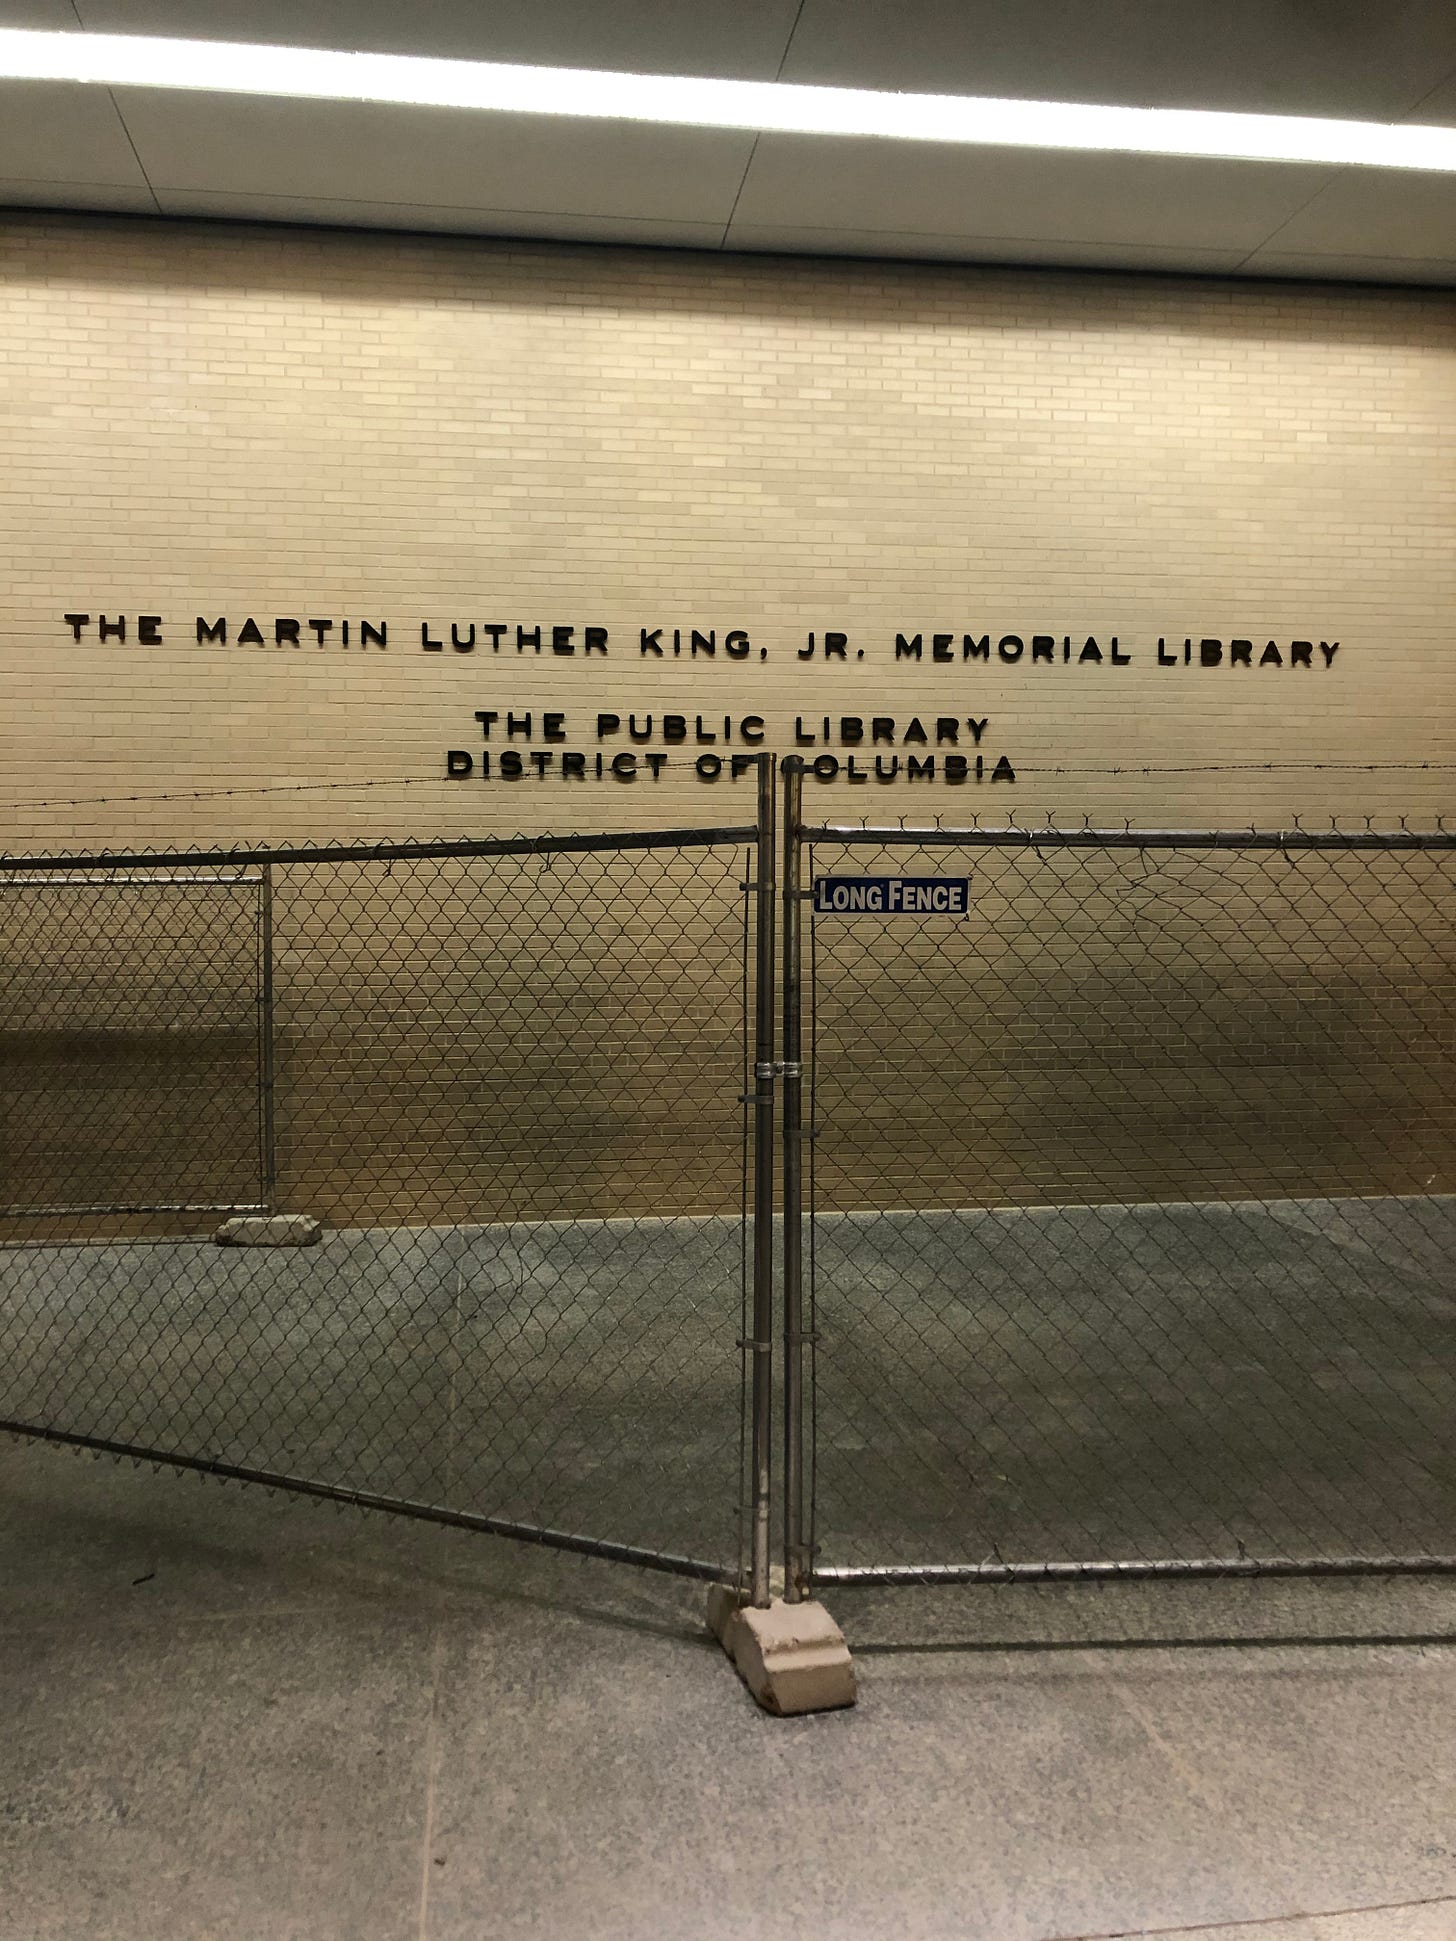 THE MARTIN LUTHER KING, JR. MEMORIAL LIBRARY
THE PUBLIC LIBRARY
DISTRICT OF COLUMBIA
LONG FENCE